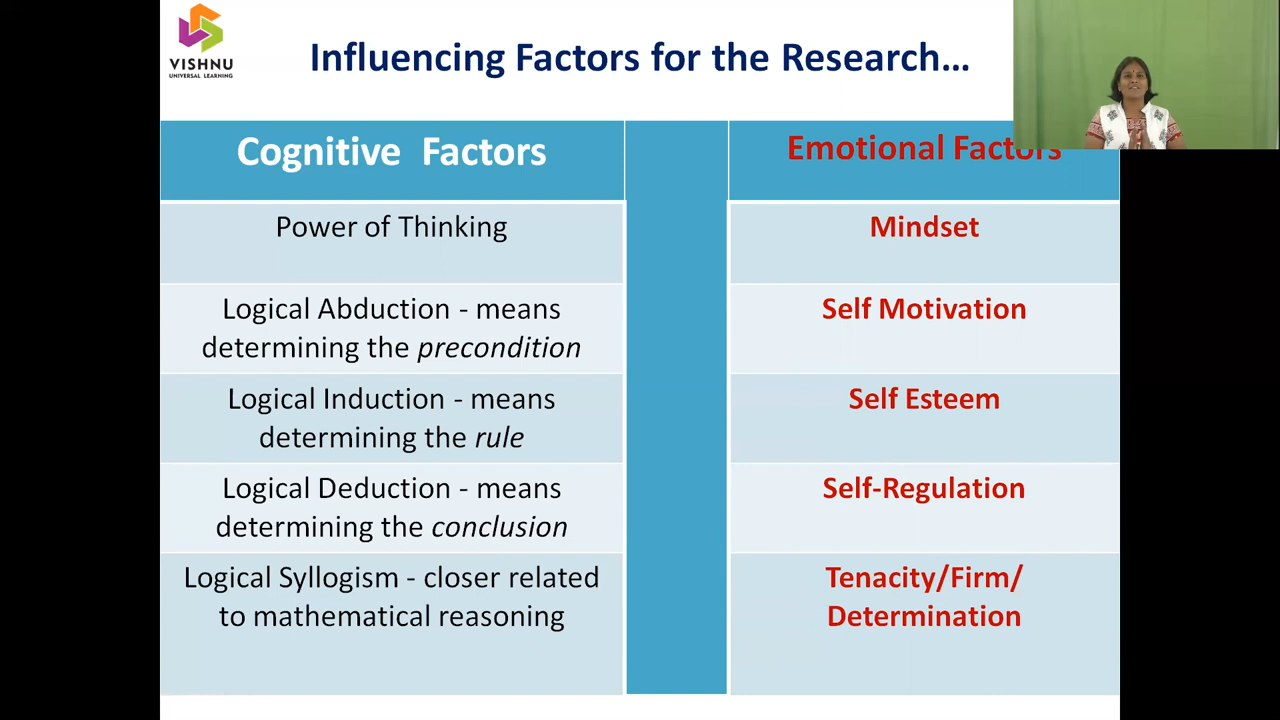 VISHNU
UNIVERSAL LEARNING
Influencing Factors for the Research...
Cognitive Factors
Emotional Factors
Power of Thinking
Mindset
Logical Abduction - means
determining the precondition
Self Motivation
Logical Induction - means
determining the rule
Self Esteem
Logical Deduction - means
determining the conclusion
Self-Regulation
Logical Syllogism - closer related
to mathematical reasoning
Tenacity/Firm/
Determination